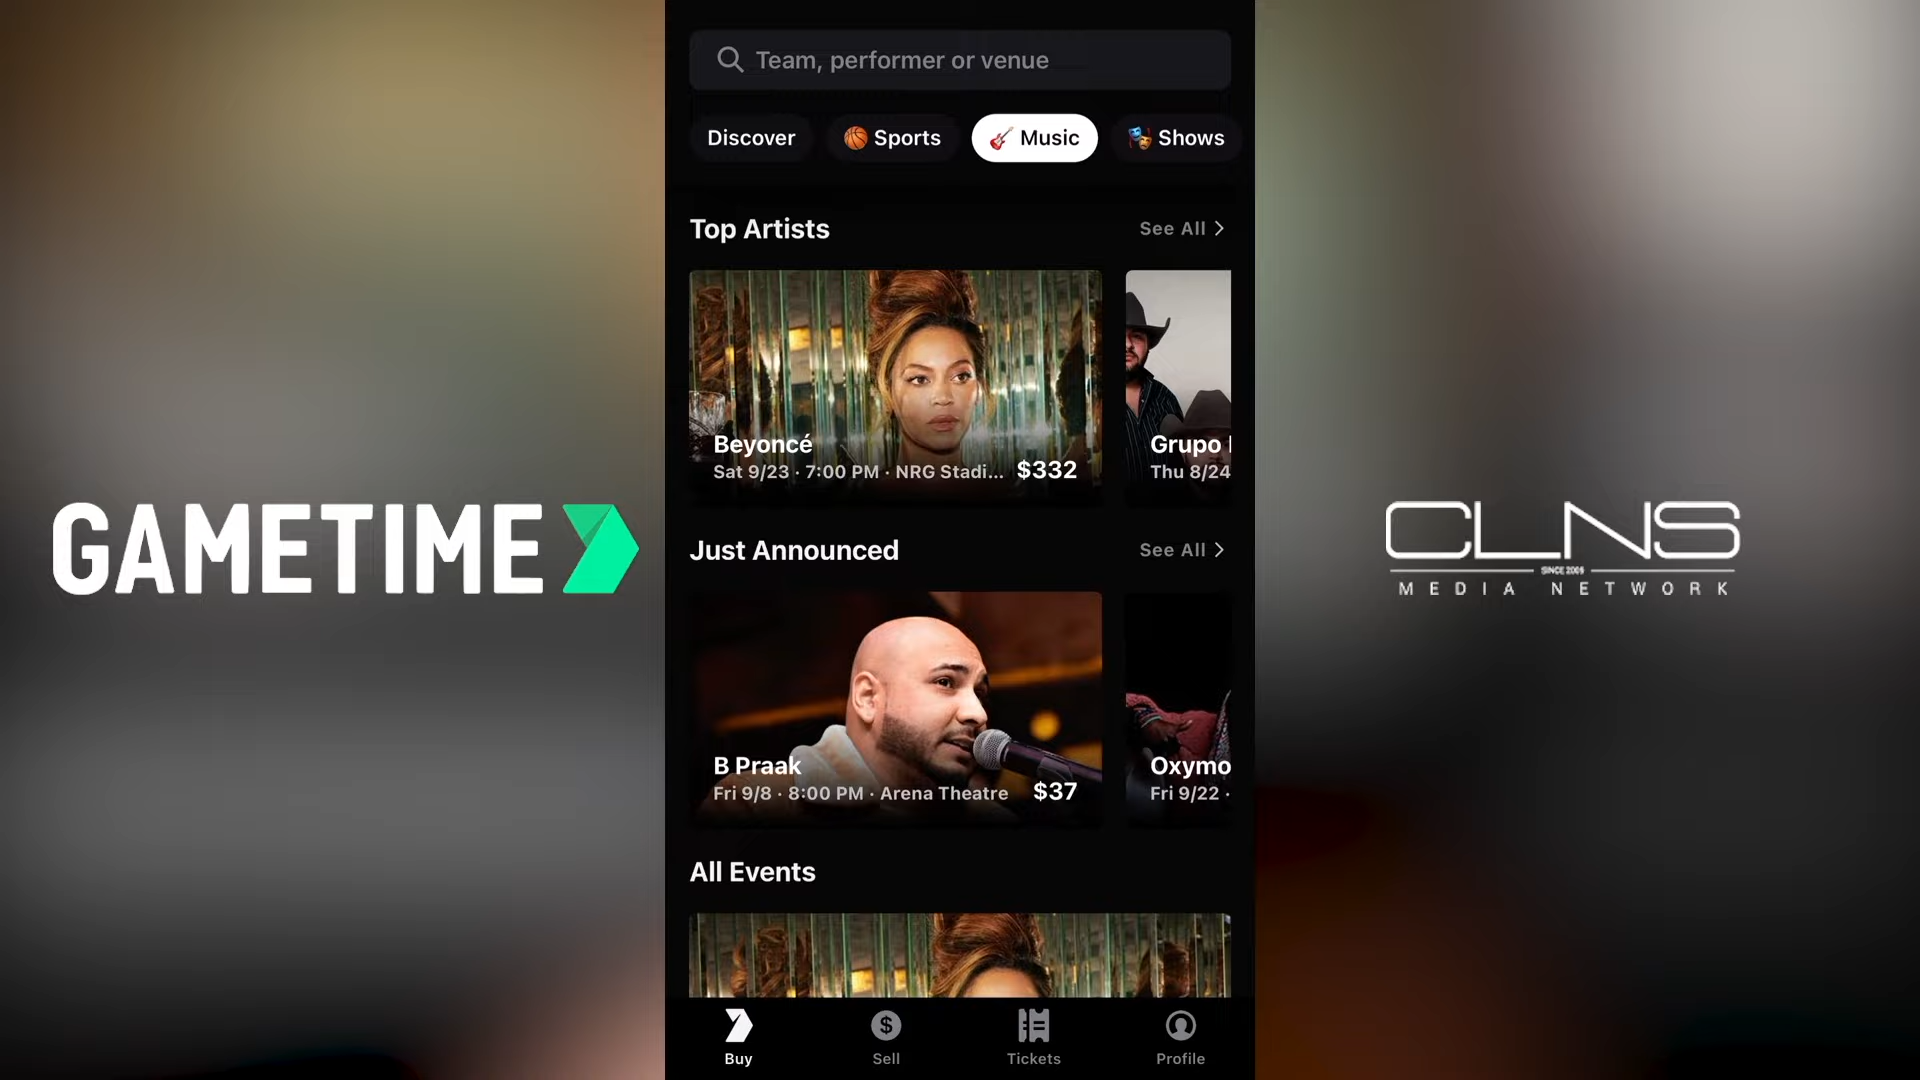 Team, performer or venue
Discover
Sports
Music
Shows
Top Artists
See All
Beyoncé
Sat 9/23 · 7:00 PM · NRG Stadi...
$332
Grupo
Thu 8/24
Just Announced
See All
B Praak
Fri 9/8 · 8:00 PM · Arena Theatre
$37
Oxymo
Fri 9/22 ·
All Events
Buy
Sell
Tickets
Profile
GAMETIME
CLNS
SINCE 2005
MEDIA NETWORK